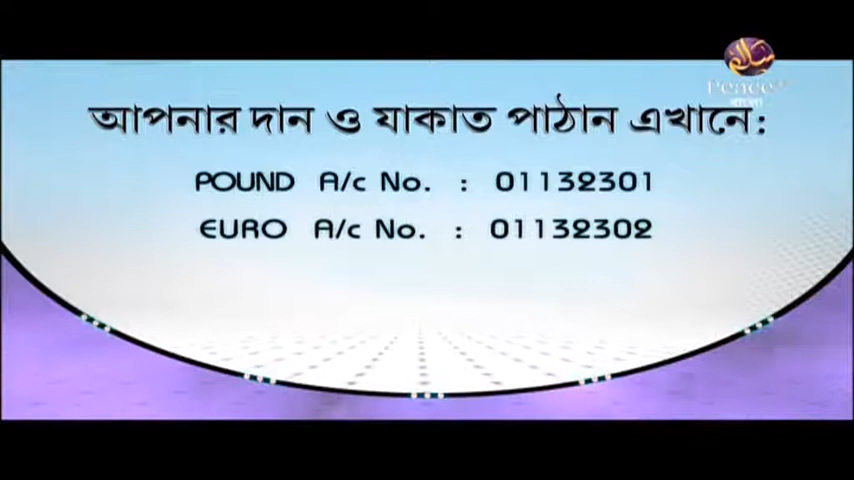 Peace
বাংলা
আপনার দান ও যাকাত পাঠান এখানে:
POUND A/c No. : 01132301
EURO A/c No. : 01132302